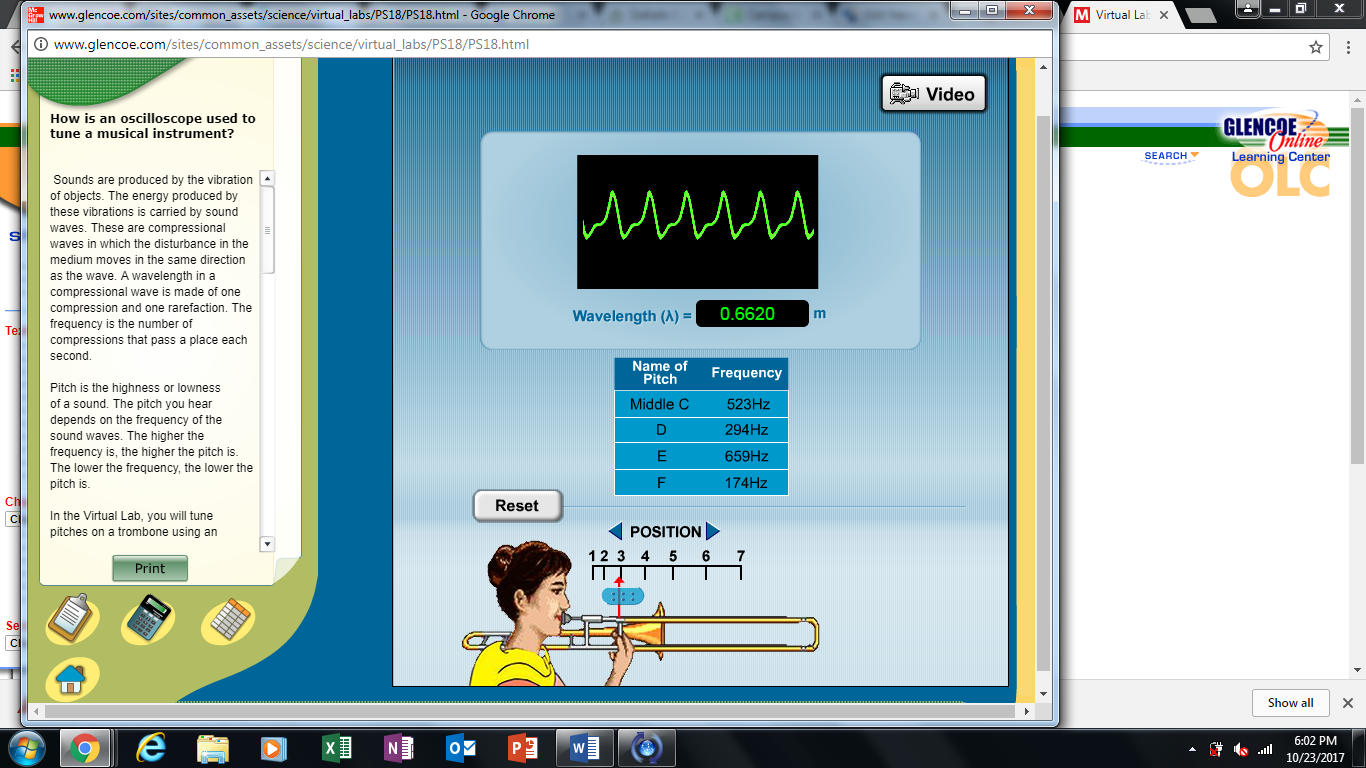 Mc
Graw
Hill
www.glencoe.com/sites/common_assets/science/virtual_labs/PS18/PS18.html - Google Chrome
M Virtual Lab
www.glencoe.com/sites/common_assets/science/virtual_labs/PS18/PS18.html
How is an oscilloscope used to
tune a musical instrument?
Sounds are produced by the vibration
of objects. The energy produced by
these vibrations is carried by sound
waves. These are compressional
waves in which the disturbance in the
medium moves in the same direction
as the wave. A wavelength in a
compressional wave is made of one
compression and one rarefaction. The
frequency is the number of
compressions that pass a place each
second.
Pitch is the highness or lowness
of a sound. The pitch you hear
depends on the frequency of the
sound waves. The higher the
frequency is, the higher the pitch is.
The lower the frequency, the lower the
pitch is.
In the Virtual Lab, you will tune
pitches on a trombone using an
Print
Video
Wavelength (λ) = 0.6620 m
Name of Pitch Frequency
Middle C 523Hz
D 294Hz
E 659Hz
F 174Hz
Reset
POSITION
1 2 3 4 5 6 7
GLENCOE
Online
Learning Center
SEARCH
OLC
S
Te
Ch
Cl
Se
Cl
Show all
6:02 PM
10/23/2017